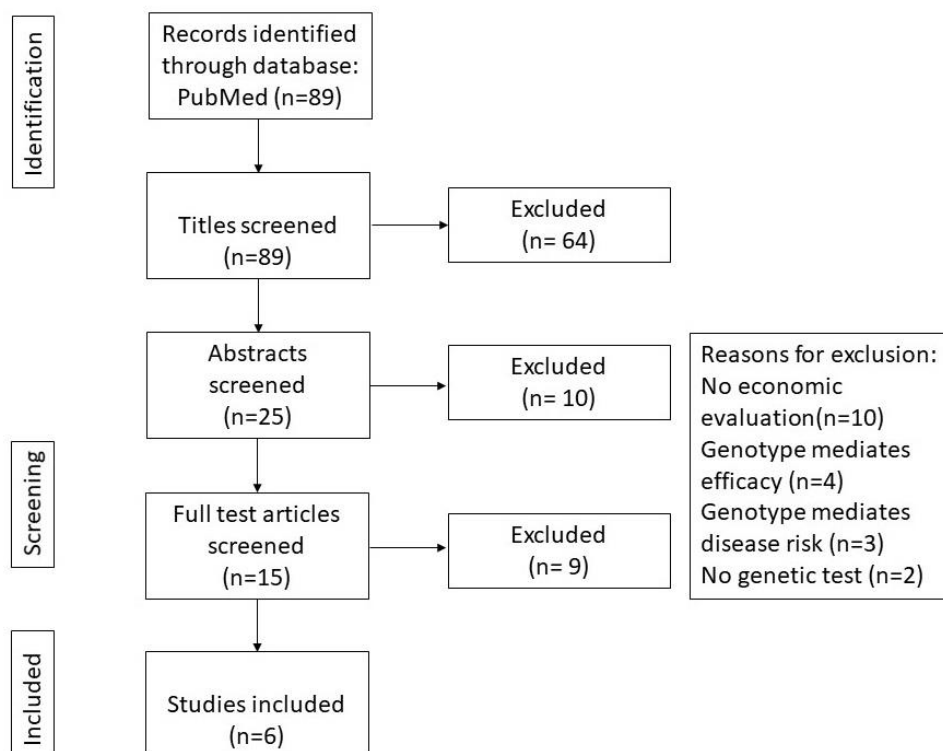 Identification
Records identified
through database:
PubMed (n=89)
Titles screened
(n=89)
Excluded
(n= 64)
Abstracts
screened
(n=25)
Excluded
(n= 10)
Reasons for exclusion:
No economic
evaluation(n=10)
Genotype mediates
efficacy (n=4)
Genotype mediates
disease risk (n=3)
No genetic test (n=2)
Screening
Full test articles
screened
(n=15)
Excluded
(n= 9)
Included
Studies included
(n=6)